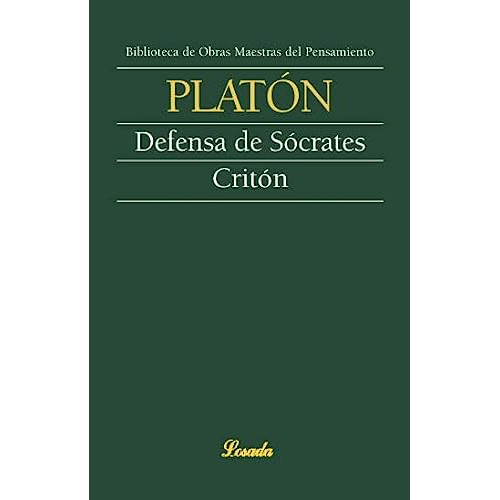 Biblioteca de Obras Maestras del Pensamiento
PLATÓN
Defensa de Sócrates
Critón
Losada